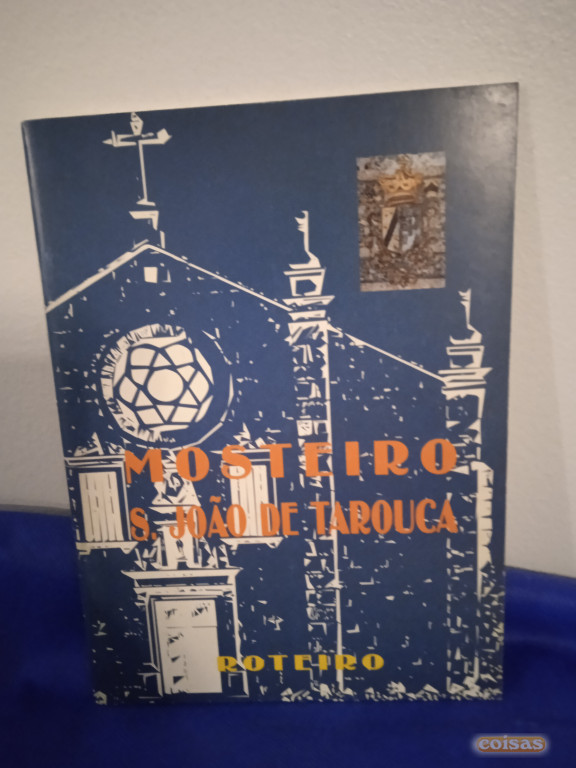 MOSTEIRO
S. JOÃO DE TAROUCA
ROTEIRO
coisas